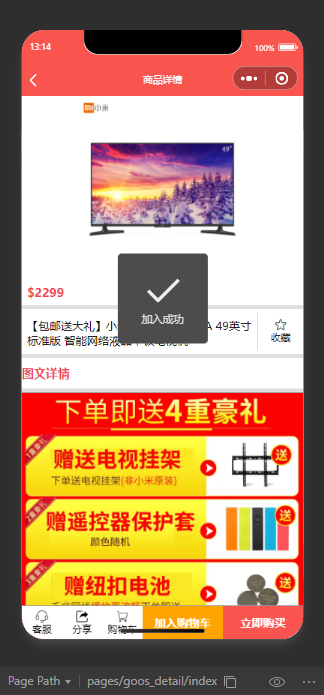 13:14
100%
商品详情
小米
49"
$2299
加入成功
【包邮送大礼】小
A 49英寸
标准版 智能网络液晶平板电视机
收藏
图文详情
下单即送4重豪礼
1重豪礼
赠送电视挂架
下单送电视挂架(非小米原装)
送
2重豪礼
赠遥控器保护套
颜色随机
送
3重豪礼
赠纽扣电池
送
客服
分享
购物车
加入购物车
立即购买
Page Path
pages/goos_detail/index